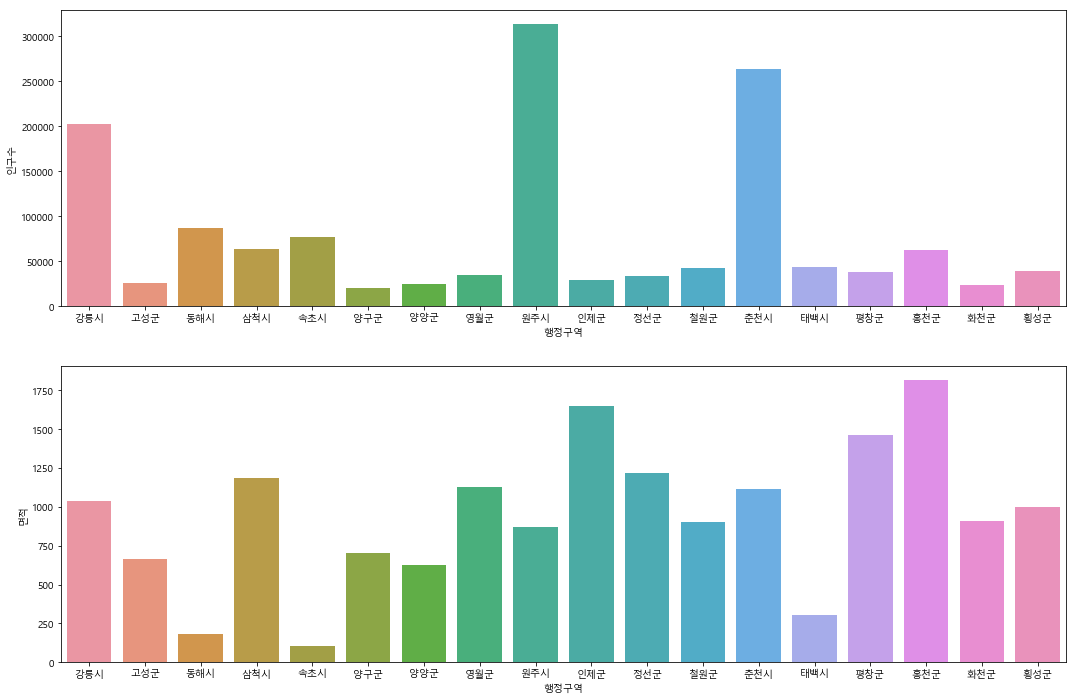 300000
250000
200000
150000
100000
50000
0
인구수
강릉시 고성군 동해시 삼척시 속초시 양구군 양양군 영월군 원주시 인제군 정선군 철원군 춘천시 태백시 평창군 홍천군 화천군 횡성군
행정구역
1750
1500
1250
1000
750
500
250
0
면적
강릉시 고성군 동해시 삼척시 속초시 양구군 양양군 영월군 원주시 인제군 정선군 철원군 춘천시 태백시 평창군 홍천군 화천군 횡성군
행정구역